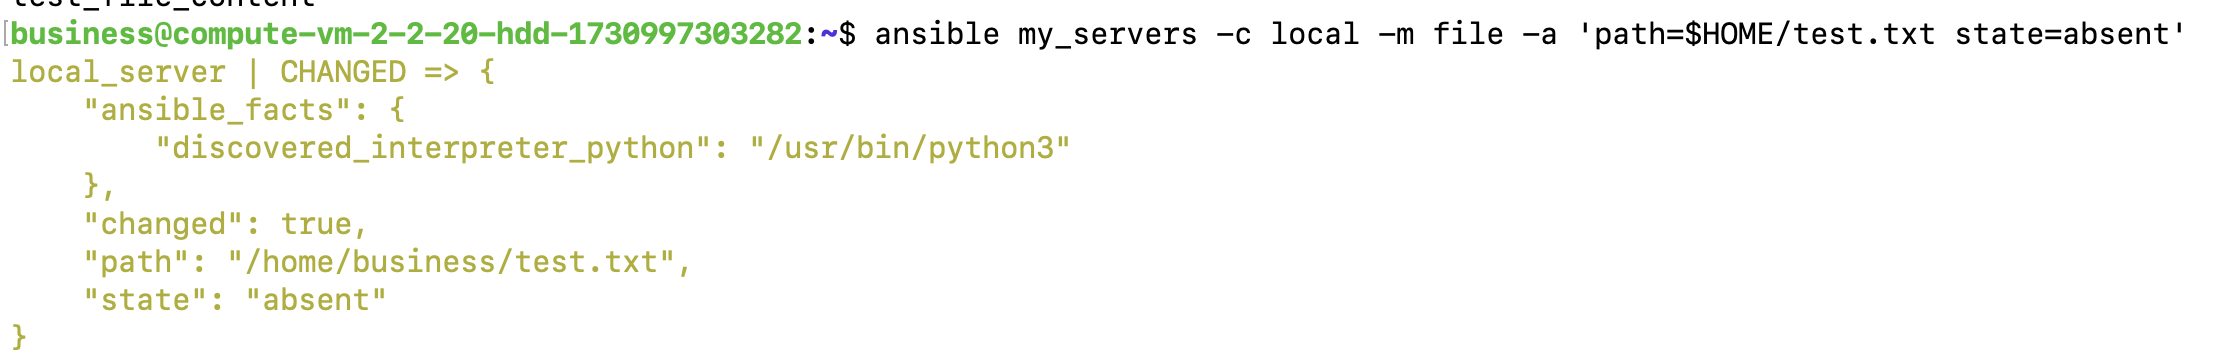 test_file_content
business@compute-vm-2-2-20-hdd-1730997303282:~$ ansible my_servers -c local -m file -a 'path=$HOME/test.txt state=absent'
local_server | CHANGED => {
    "ansible_facts": {
        "discovered_interpreter_python": "/usr/bin/python3"
    },
    "changed": true,
    "path": "/home/business/test.txt",
    "state": "absent"
}